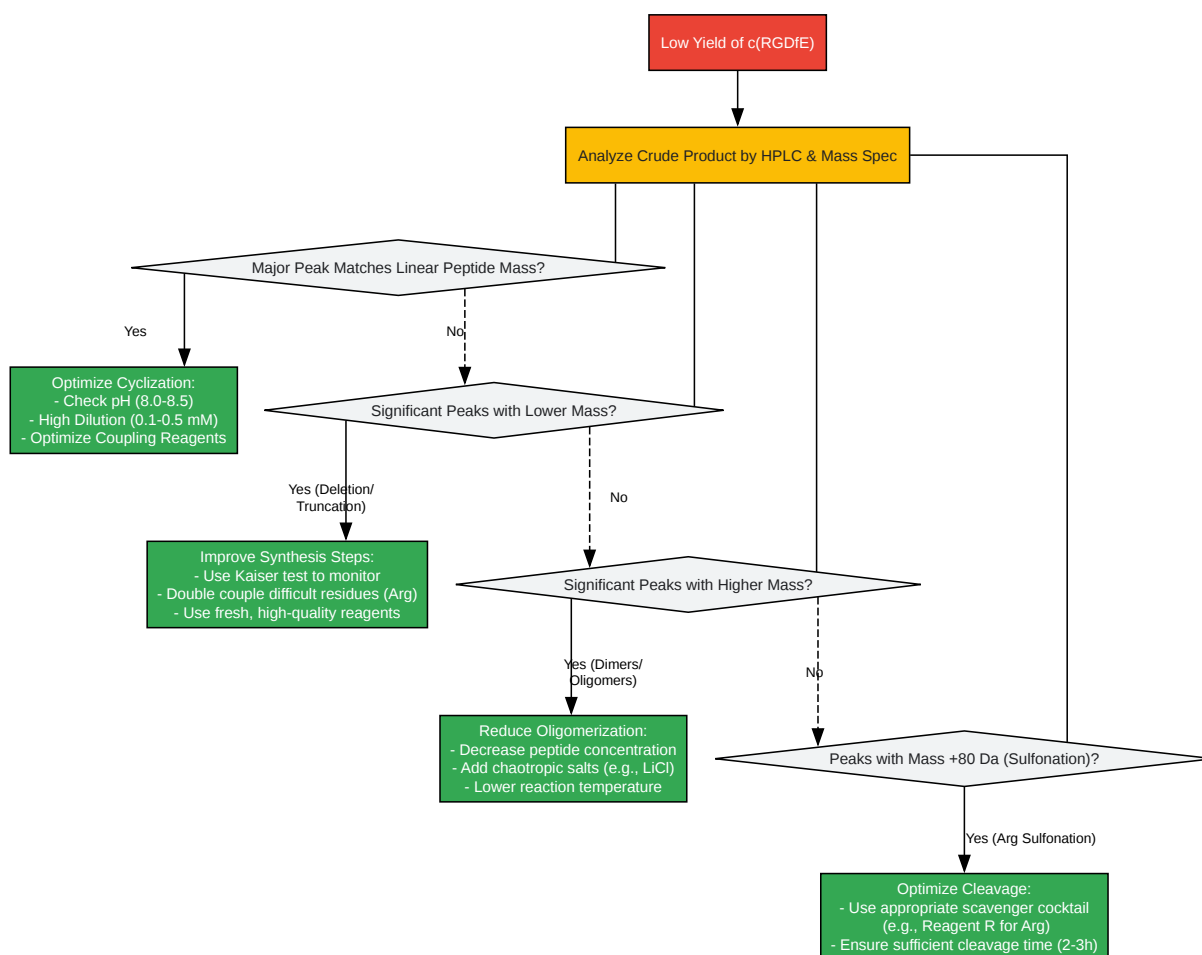 Low Yield of c(RGDfE)
Analyze Crude Product by HPLC & Mass Spec
Major Peak Matches Linear Peptide Mass?
Yes
No
Optimize Cyclization:
- Check pH (8.0-8.5)
- High Dilution (0.1-0.5 mM)
- Optimize Coupling Reagents
Significant Peaks with Lower Mass?
Yes (Deletion/
Truncation)
No
Improve Synthesis Steps:
- Use Kaiser test to monitor
- Double couple difficult residues (Arg)
- Use fresh, high-quality reagents
Significant Peaks with Higher Mass?
Yes (Dimers/
Oligomers)
No
Reduce Oligomerization:
- Decrease peptide concentration
- Add chaotropic salts (e.g., LiCl)
- Lower reaction temperature
Peaks with Mass +80 Da (Sulfonation)?
Yes (Arg Sulfonation)
Optimize Cleavage:
- Use appropriate scavenger cocktail
(e.g., Reagent R for Arg)
- Ensure sufficient cleavage time (2-3h)